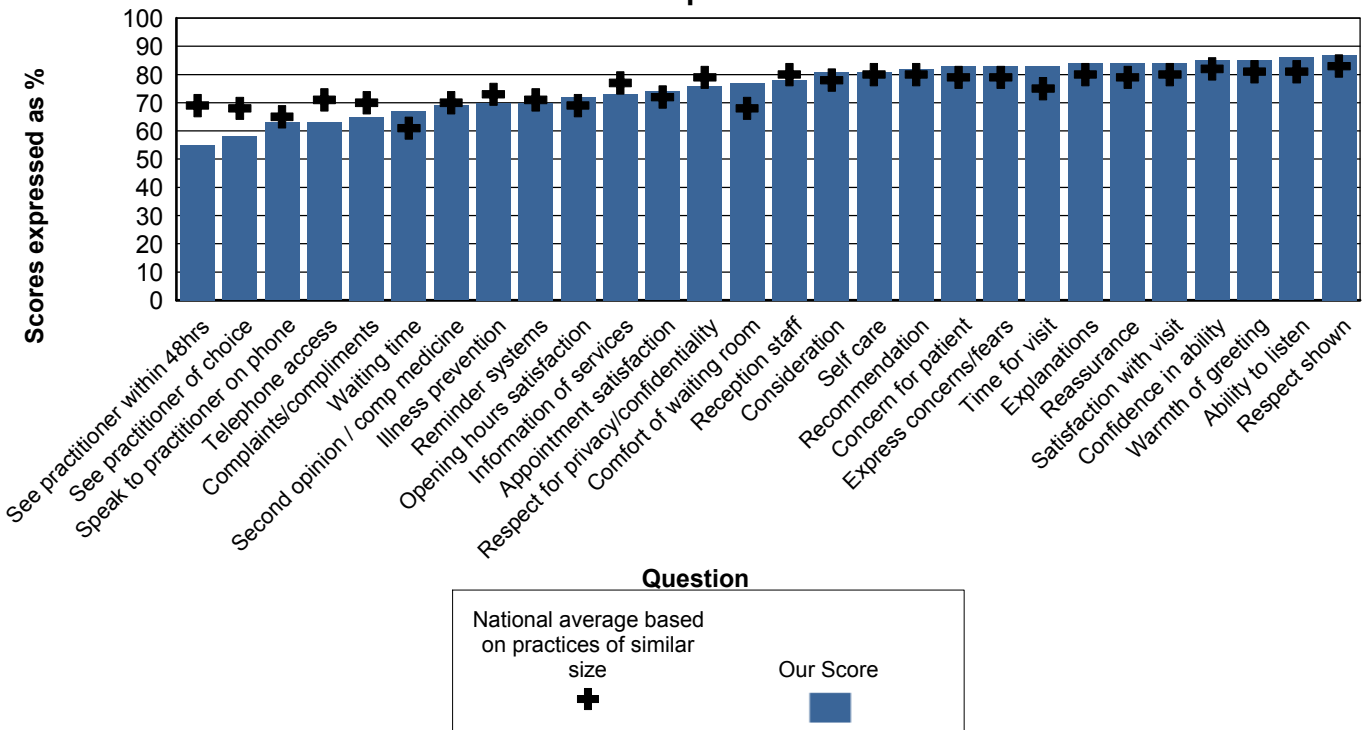 100
90
80
70
60
50
40
30
20
10
0
Scores expressed as %
See practitioner within 48hrs
See practitioner of choice
Speak to practitioner on phone
Telephone access
Complaints/compliments
Waiting time
Second opinion / comp medicine
Illness prevention
Reminder systems
Opening hours satisfaction
Information of services
Appointment satisfaction
Respect for privacy/confidentiality
Comfort of waiting room
Reception staff
Consideration
Self care
Recommendation
Concern for patient
Express concerns/fears
Time for visit
Explanations
Reassurance
Satisfaction with visit
Confidence in ability
Warmth of greeting
Ability to listen
Respect shown
Question
National average based
on practices of similar
size
Our Score